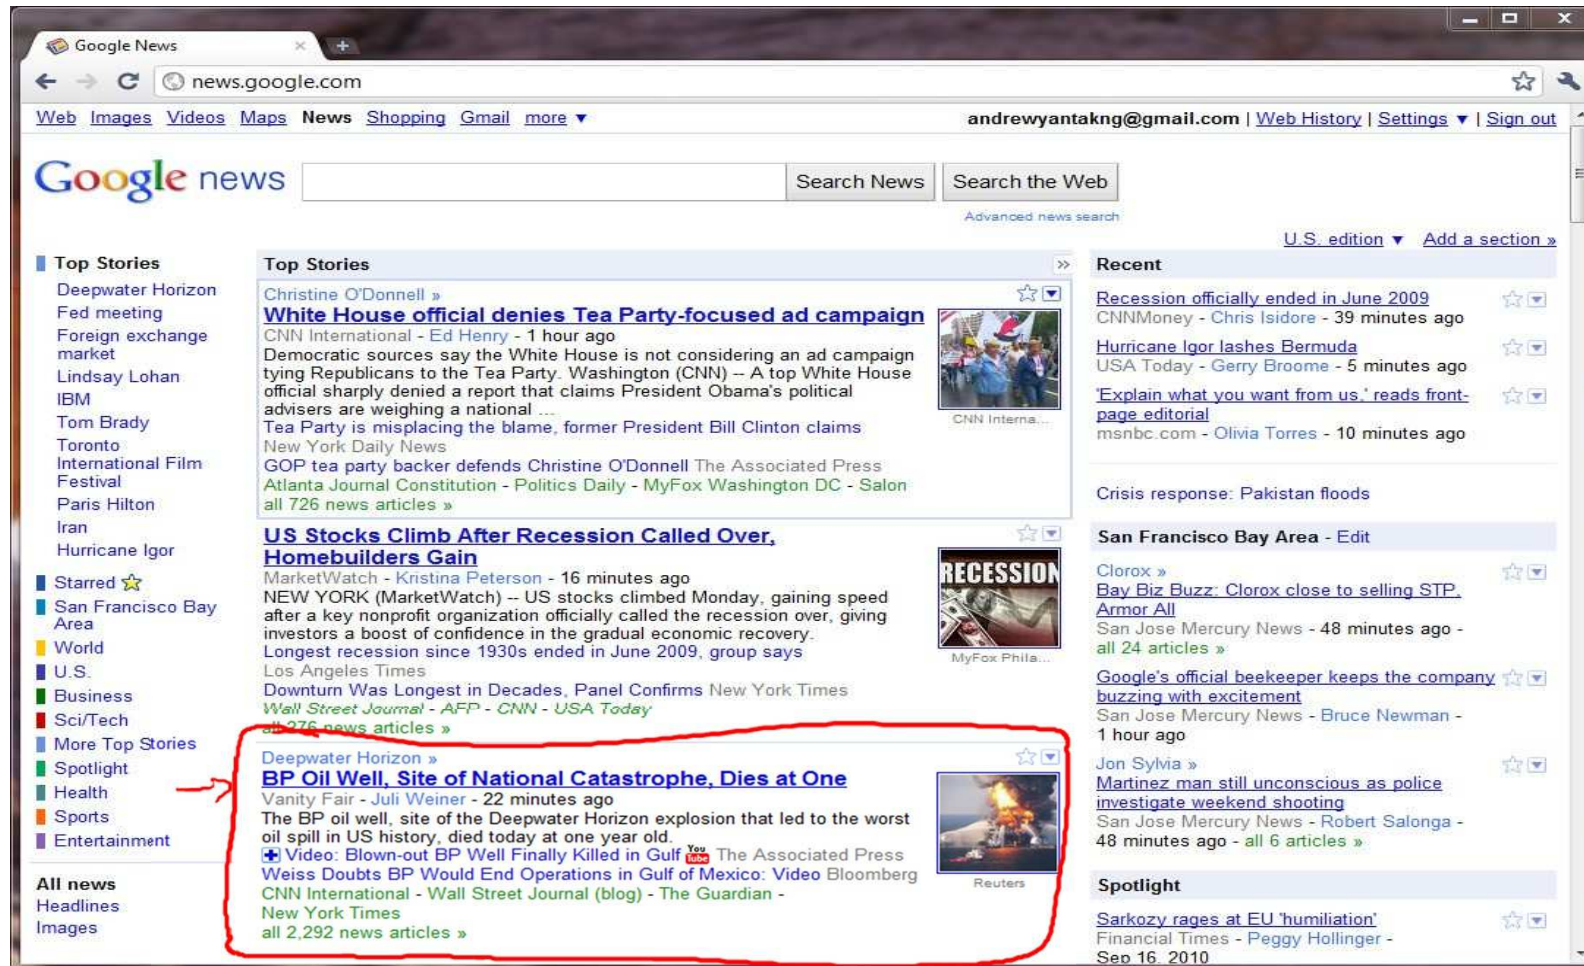 Google News
news.google.com
Web Images Videos Maps News Shopping Gmail more ▼
andrewyantakng@gmail.com | Web History | Settings ▼ | Sign out
Google news
Search News
Search the Web
Advanced news search
U.S. edition ▼ Add a section »
Top Stories
Deepwater Horizon
Fed meeting
Foreign exchange
market
Lindsay Lohan
IBM
Tom Brady
Toronto
International Film
Festival
Paris Hilton
Iran
Hurricane Igor
Starred
San Francisco Bay
Area
World
U.S.
Business
Sci/Tech
More Top Stories
Spotlight
Health
Sports
Entertainment
All news
Headlines
Images
Top Stories
Christine O'Donnell »
White House official denies Tea Party-focused ad campaign
CNN International - Ed Henry - 1 hour ago
Democratic sources say the White House is not considering an ad campaign
tying Republicans to the Tea Party. Washington (CNN) -- A top White House
official sharply denied a report that claims President Obama's political
advisers are weighing a national ...
Tea Party is misplacing the blame, former President Bill Clinton claims
New York Daily News
GOP tea party backer defends Christine O'Donnell The Associated Press
Atlanta Journal Constitution - Politics Daily - MyFox Washington DC - Salon
all 726 news articles »
CNN Interna...
US Stocks Climb After Recession Called Over,
Homebuilders Gain
MarketWatch - Kristina Peterson - 16 minutes ago
NEW YORK (MarketWatch) -- US stocks climbed Monday, gaining speed
after a key nonprofit organization officially called the recession over, giving
investors a boost of confidence in the gradual economic recovery.
Longest recession since 1930s ended in June 2009, group says
Los Angeles Times
Downturn Was Longest in Decades, Panel Confirms New York Times
Wall Street Journal - AFP - CNN - USA Today
all 276 news articles »
RECESSION
MyFox Phila...
Deepwater Horizon »
BP Oil Well, Site of National Catastrophe, Dies at One
Vanity Fair - Juli Weiner - 22 minutes ago
The BP oil well, site of the Deepwater Horizon explosion that led to the worst
oil spill in US history, died today at one year old.
Video: Blown-out BP Well Finally Killed in Gulf You Tube The Associated Press
Weiss Doubts BP Would End Operations in Gulf of Mexico: Video Bloomberg
CNN International - Wall Street Journal (blog) - The Guardian -
New York Times
all 2,292 news articles »
Reuters
Recent
Recession officially ended in June 2009
CNNMoney - Chris Isidore - 39 minutes ago
Hurricane Igor lashes Bermuda
USA Today - Gerry Broome - 5 minutes ago
'Explain what you want from us,' reads front-
page editorial
msnbc.com - Olivia Torres - 10 minutes ago
Crisis response: Pakistan floods
San Francisco Bay Area - Edit
Clorox »
Bay Biz Buzz: Clorox close to selling STP,
Armor All
San Jose Mercury News - 48 minutes ago -
all 24 articles »
Google's official beekeeper keeps the company
buzzing with excitement
San Jose Mercury News - Bruce Newman -
1 hour ago
Jon Sylvia »
Martinez man still unconscious as police
investigate weekend shooting
San Jose Mercury News - Robert Salonga -
48 minutes ago - all 6 articles »
Spotlight
Sarkozy rages at EU 'humiliation'
Financial Times - Peggy Hollinger -
Sep 16, 2010